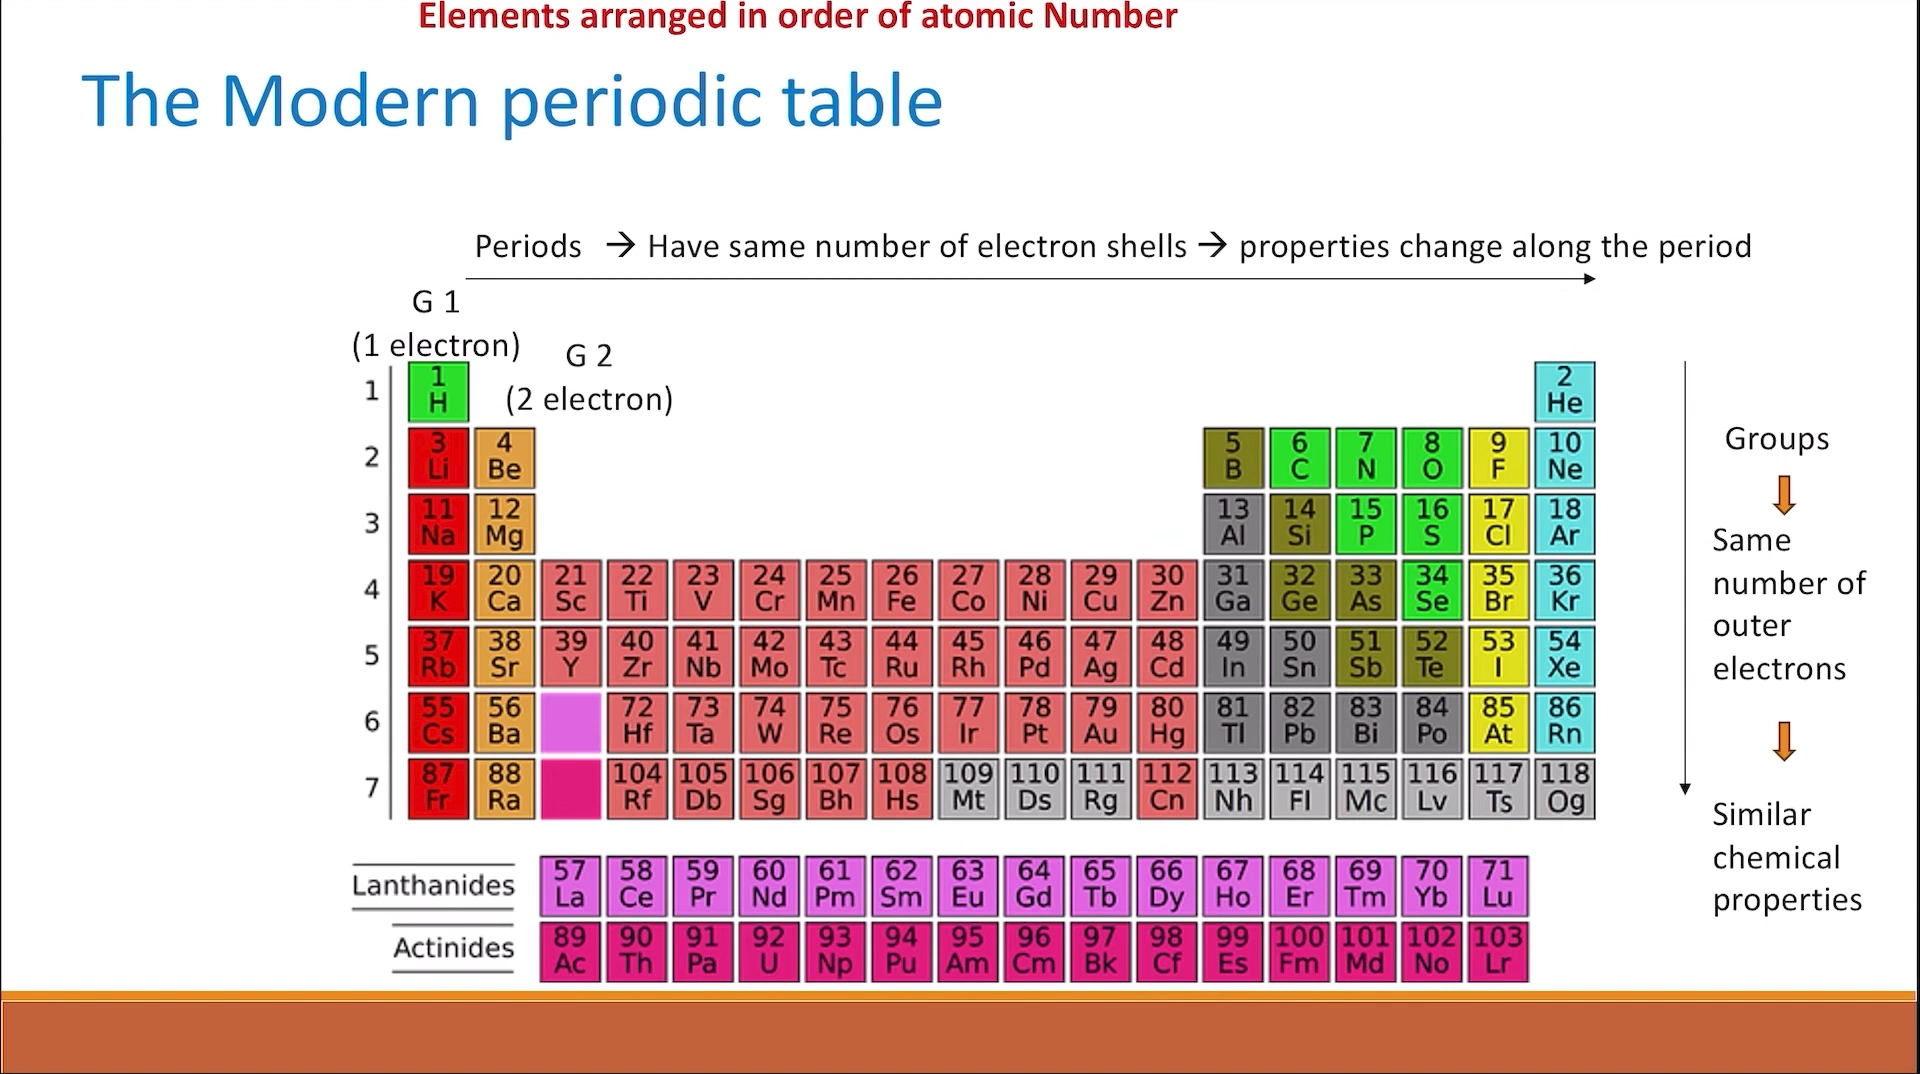 Elements arranged in order of atomic Number
The Modern periodic table
Periods → Have same number of electron shells → properties change along the period
G 1
(1 electron)
G 2
(2 electron)
1
1 2
H He
2
3 4 5 6 7 8 9 10
Li Be B C N O F Ne
3
11 12 13 14 15 16 17 18
Na Mg Al Si P S Cl Ar
4
19 20 21 22 23 24 25 26 27 28 29 30 31 32 33 34 35 36
K Ca Sc Ti V Cr Mn Fe Co Ni Cu Zn Ga Ge As Se Br Kr
5
37 38 39 40 41 42 43 44 45 46 47 48 49 50 51 52 53 54
Rb Sr Y Zr Nb Mo Tc Ru Rh Pd Ag Cd In Sn Sb Te I Xe
6
55 56 72 73 74 75 76 77 78 79 80 81 82 83 84 85 86
Cs Ba Hf Ta W Re Os Ir Pt Au Hg Tl Pb Bi Po At Rn
7
87 88 104 105 106 107 108 109 110 111 112 113 114 115 116 117 118
Fr Ra Rf Db Sg Bh Hs Mt Ds Rg Cn Nh Fl Mc Lv Ts Og
Lanthanides
57 58 59 60 61 62 63 64 65 66 67 68 69 70 71
La Ce Pr Nd Pm Sm Eu Gd Tb Dy Ho Er Tm Yb Lu
Actinides
89 90 91 92 93 94 95 96 97 98 99 100 101 102 103
Ac Th Pa U Np Pu Am Cm Bk Cf Es Fm Md No Lr
Groups
Same
number of
outer
electrons
Similar
chemical
properties